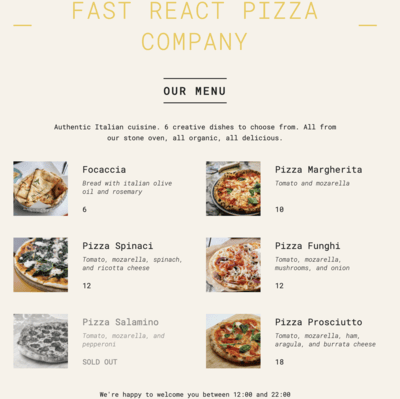 FAST REACT PIZZA
COMPANY
OUR MENU
Authentic Italian cuisine. 6 creative dishes to choose from. All from
our stone oven, all organic, all delicious.
Focaccia
Bread with italian olive
oil and rosemary
6
Pizza Margherita
Tomato and mozarella
10
Pizza Spinaci
Tomato, mozarella, spinach,
and ricotta cheese
12
Pizza Funghi
Tomato, mozarella,
mushrooms, and onion
12
Pizza Salamino
Tomato, mozarella, and
pepperoni
SOLD OUT
Pizza Prosciutto
Tomato, mozarella, ham,
aragula, and burrata cheese
18
We're happy to welcome you between 12:00 and 22:00